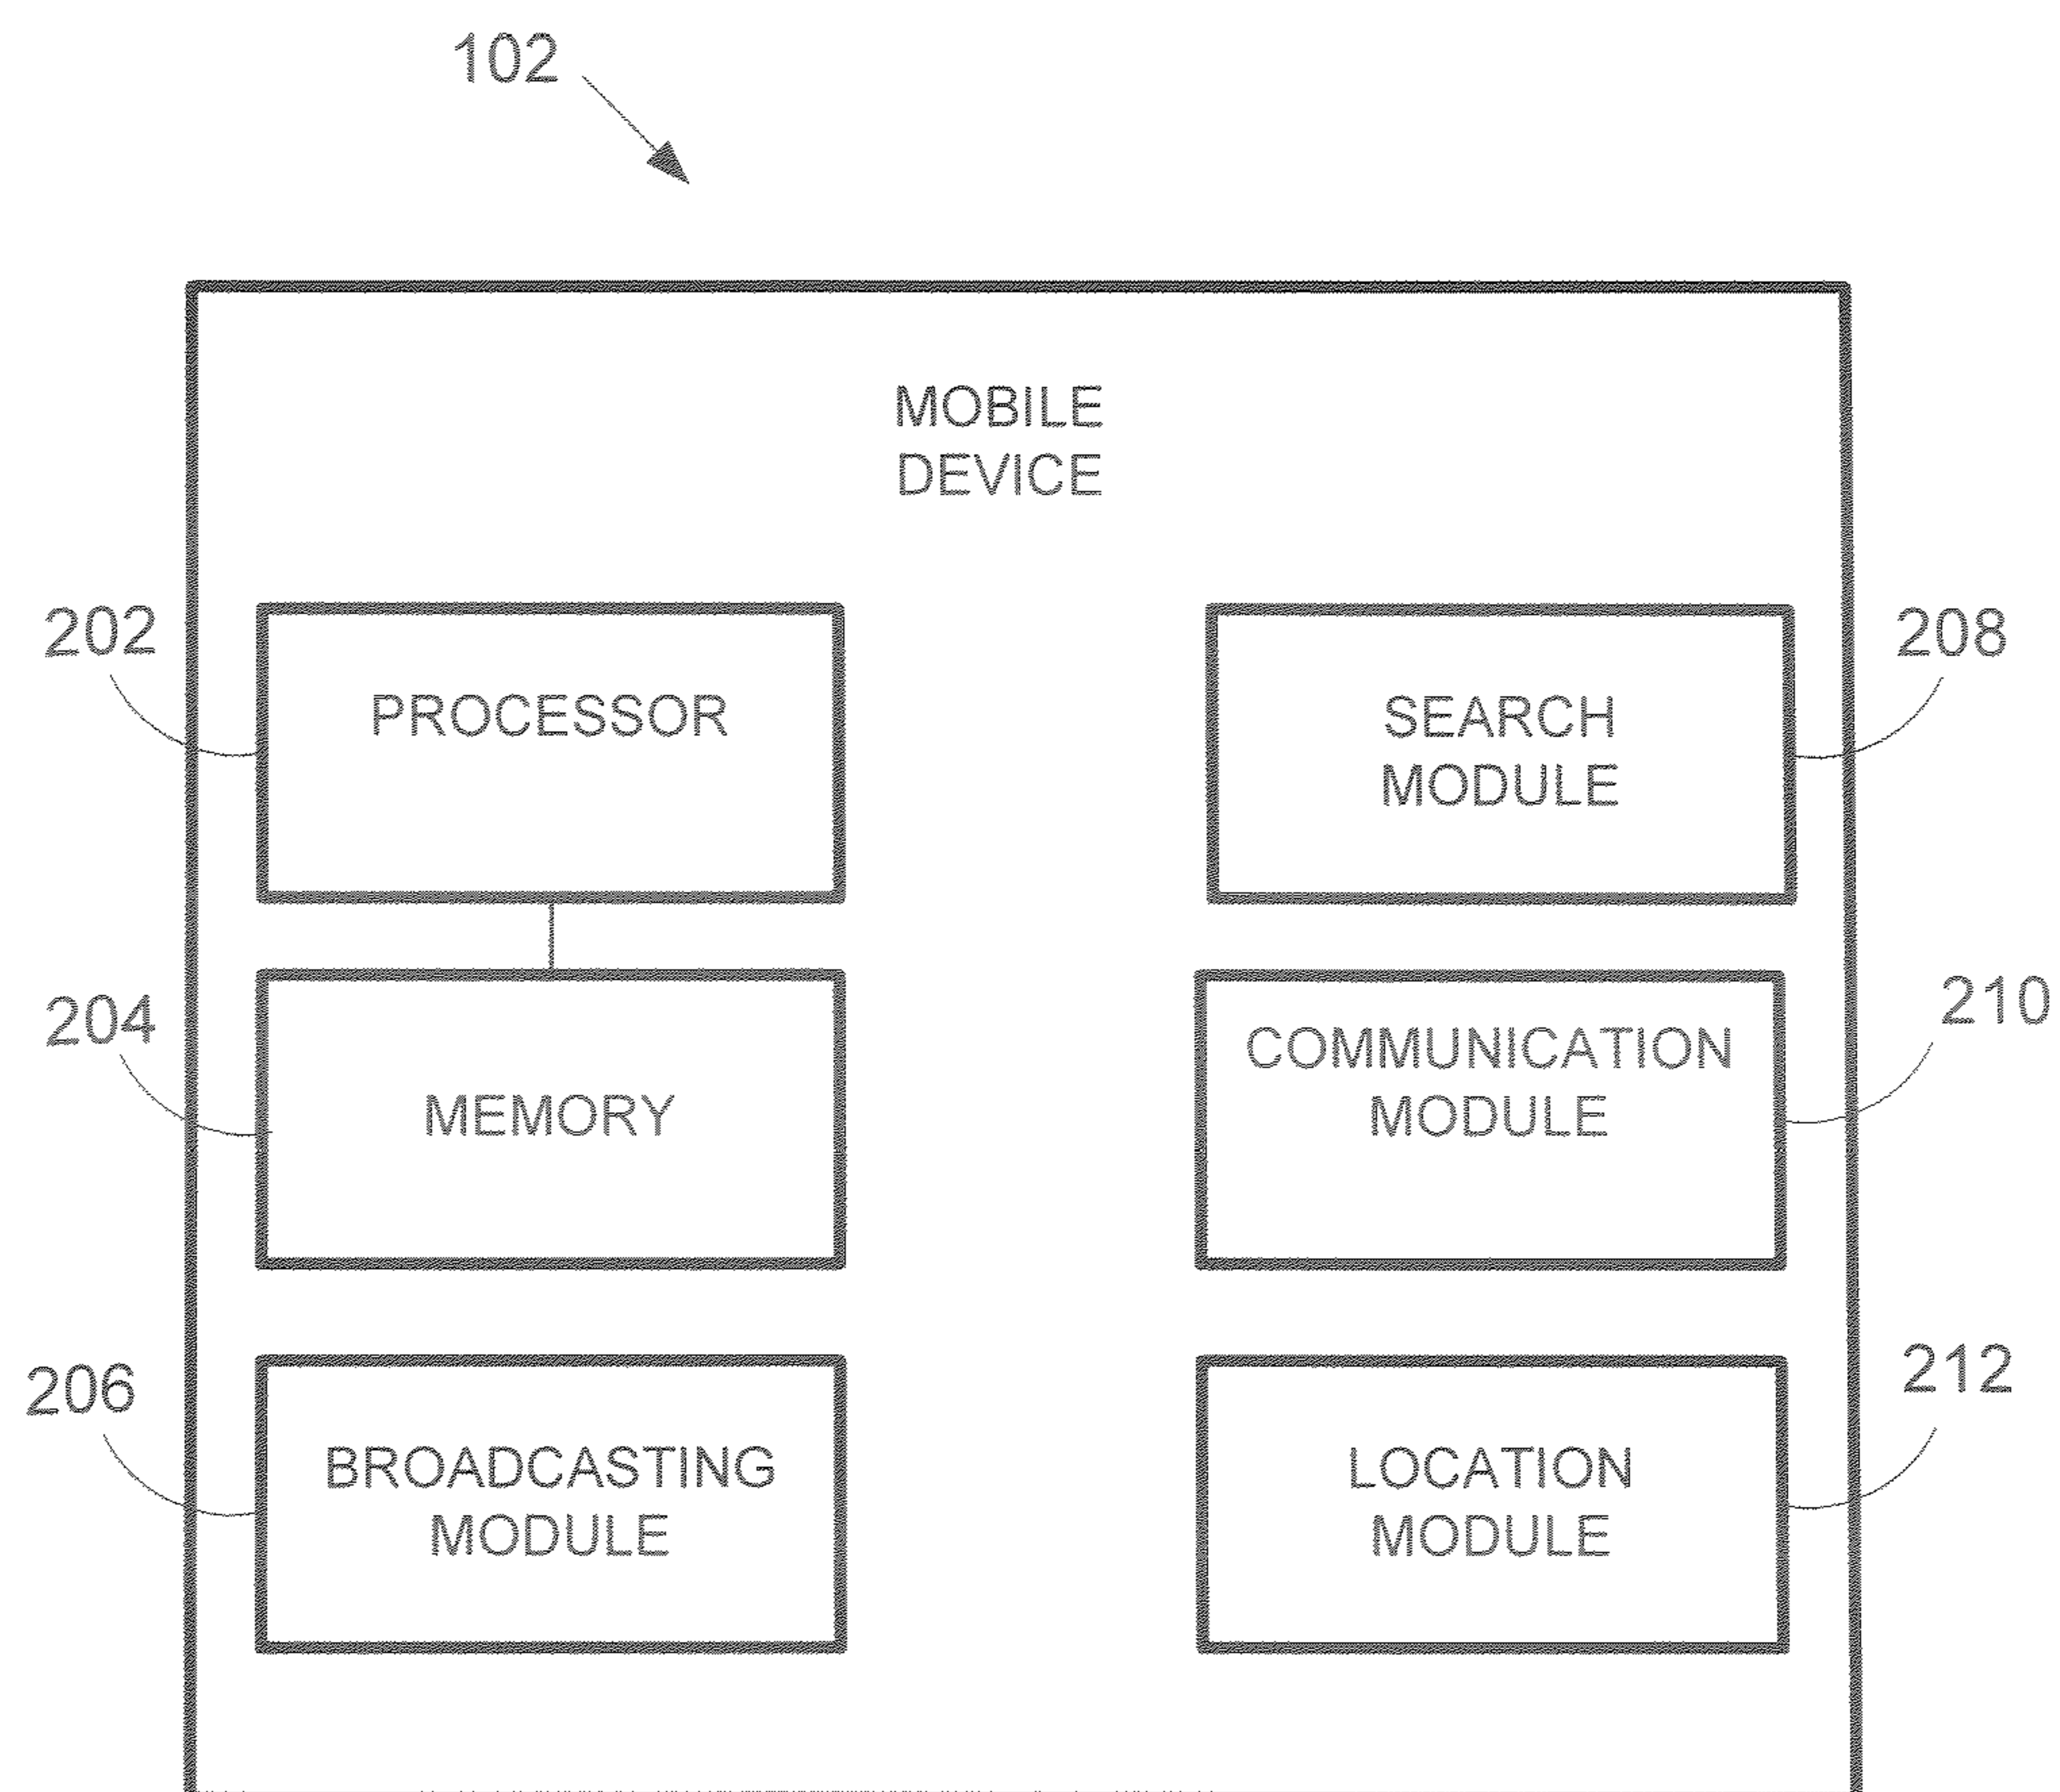 102
MOBILE
DEVICE
202
PROCESSOR
SEARCH
MODULE
208
204
MEMORY
COMMUNICATION
MODULE
210
206
BROADCASTING
MODULE
LOCATION
MODULE
212